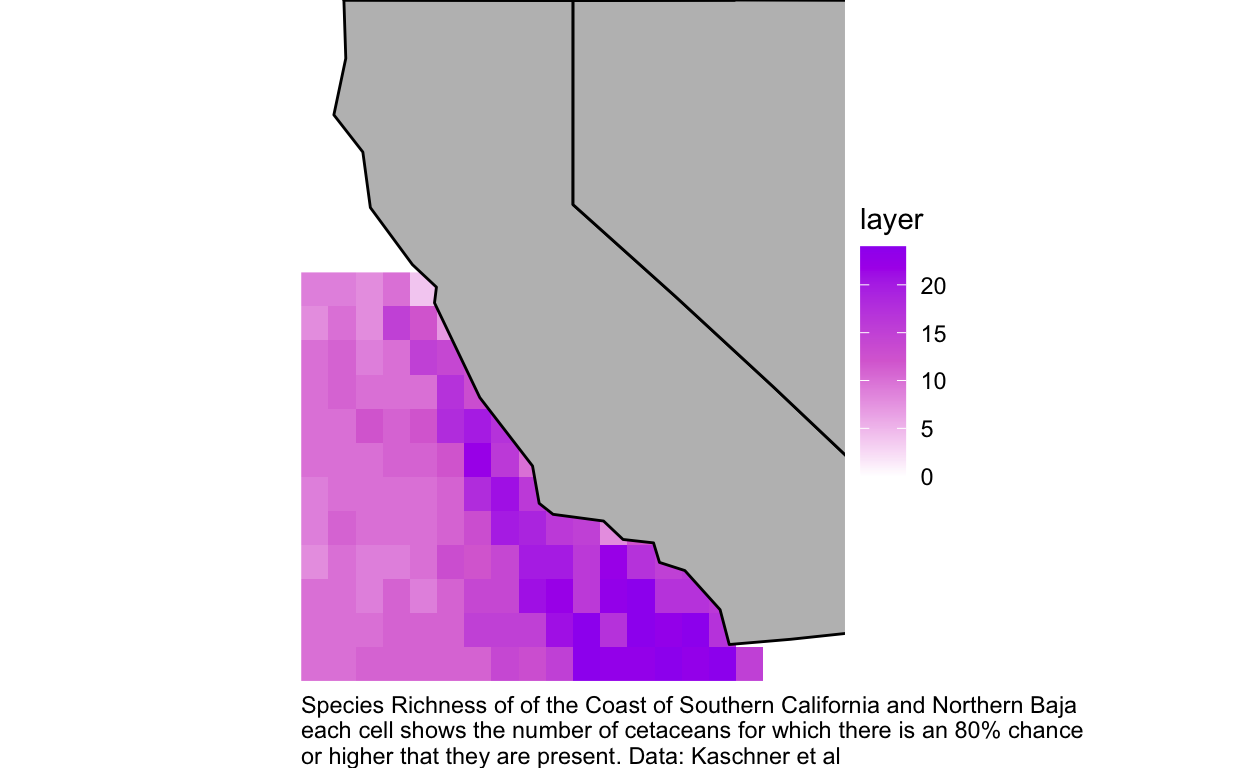 layer
20
15
10
5
0
Species Richness of of the Coast of Southern California and Northern Baja
each cell shows the number of cetaceans for which there is an 80% chance
or higher that they are present. Data: Kaschner et al